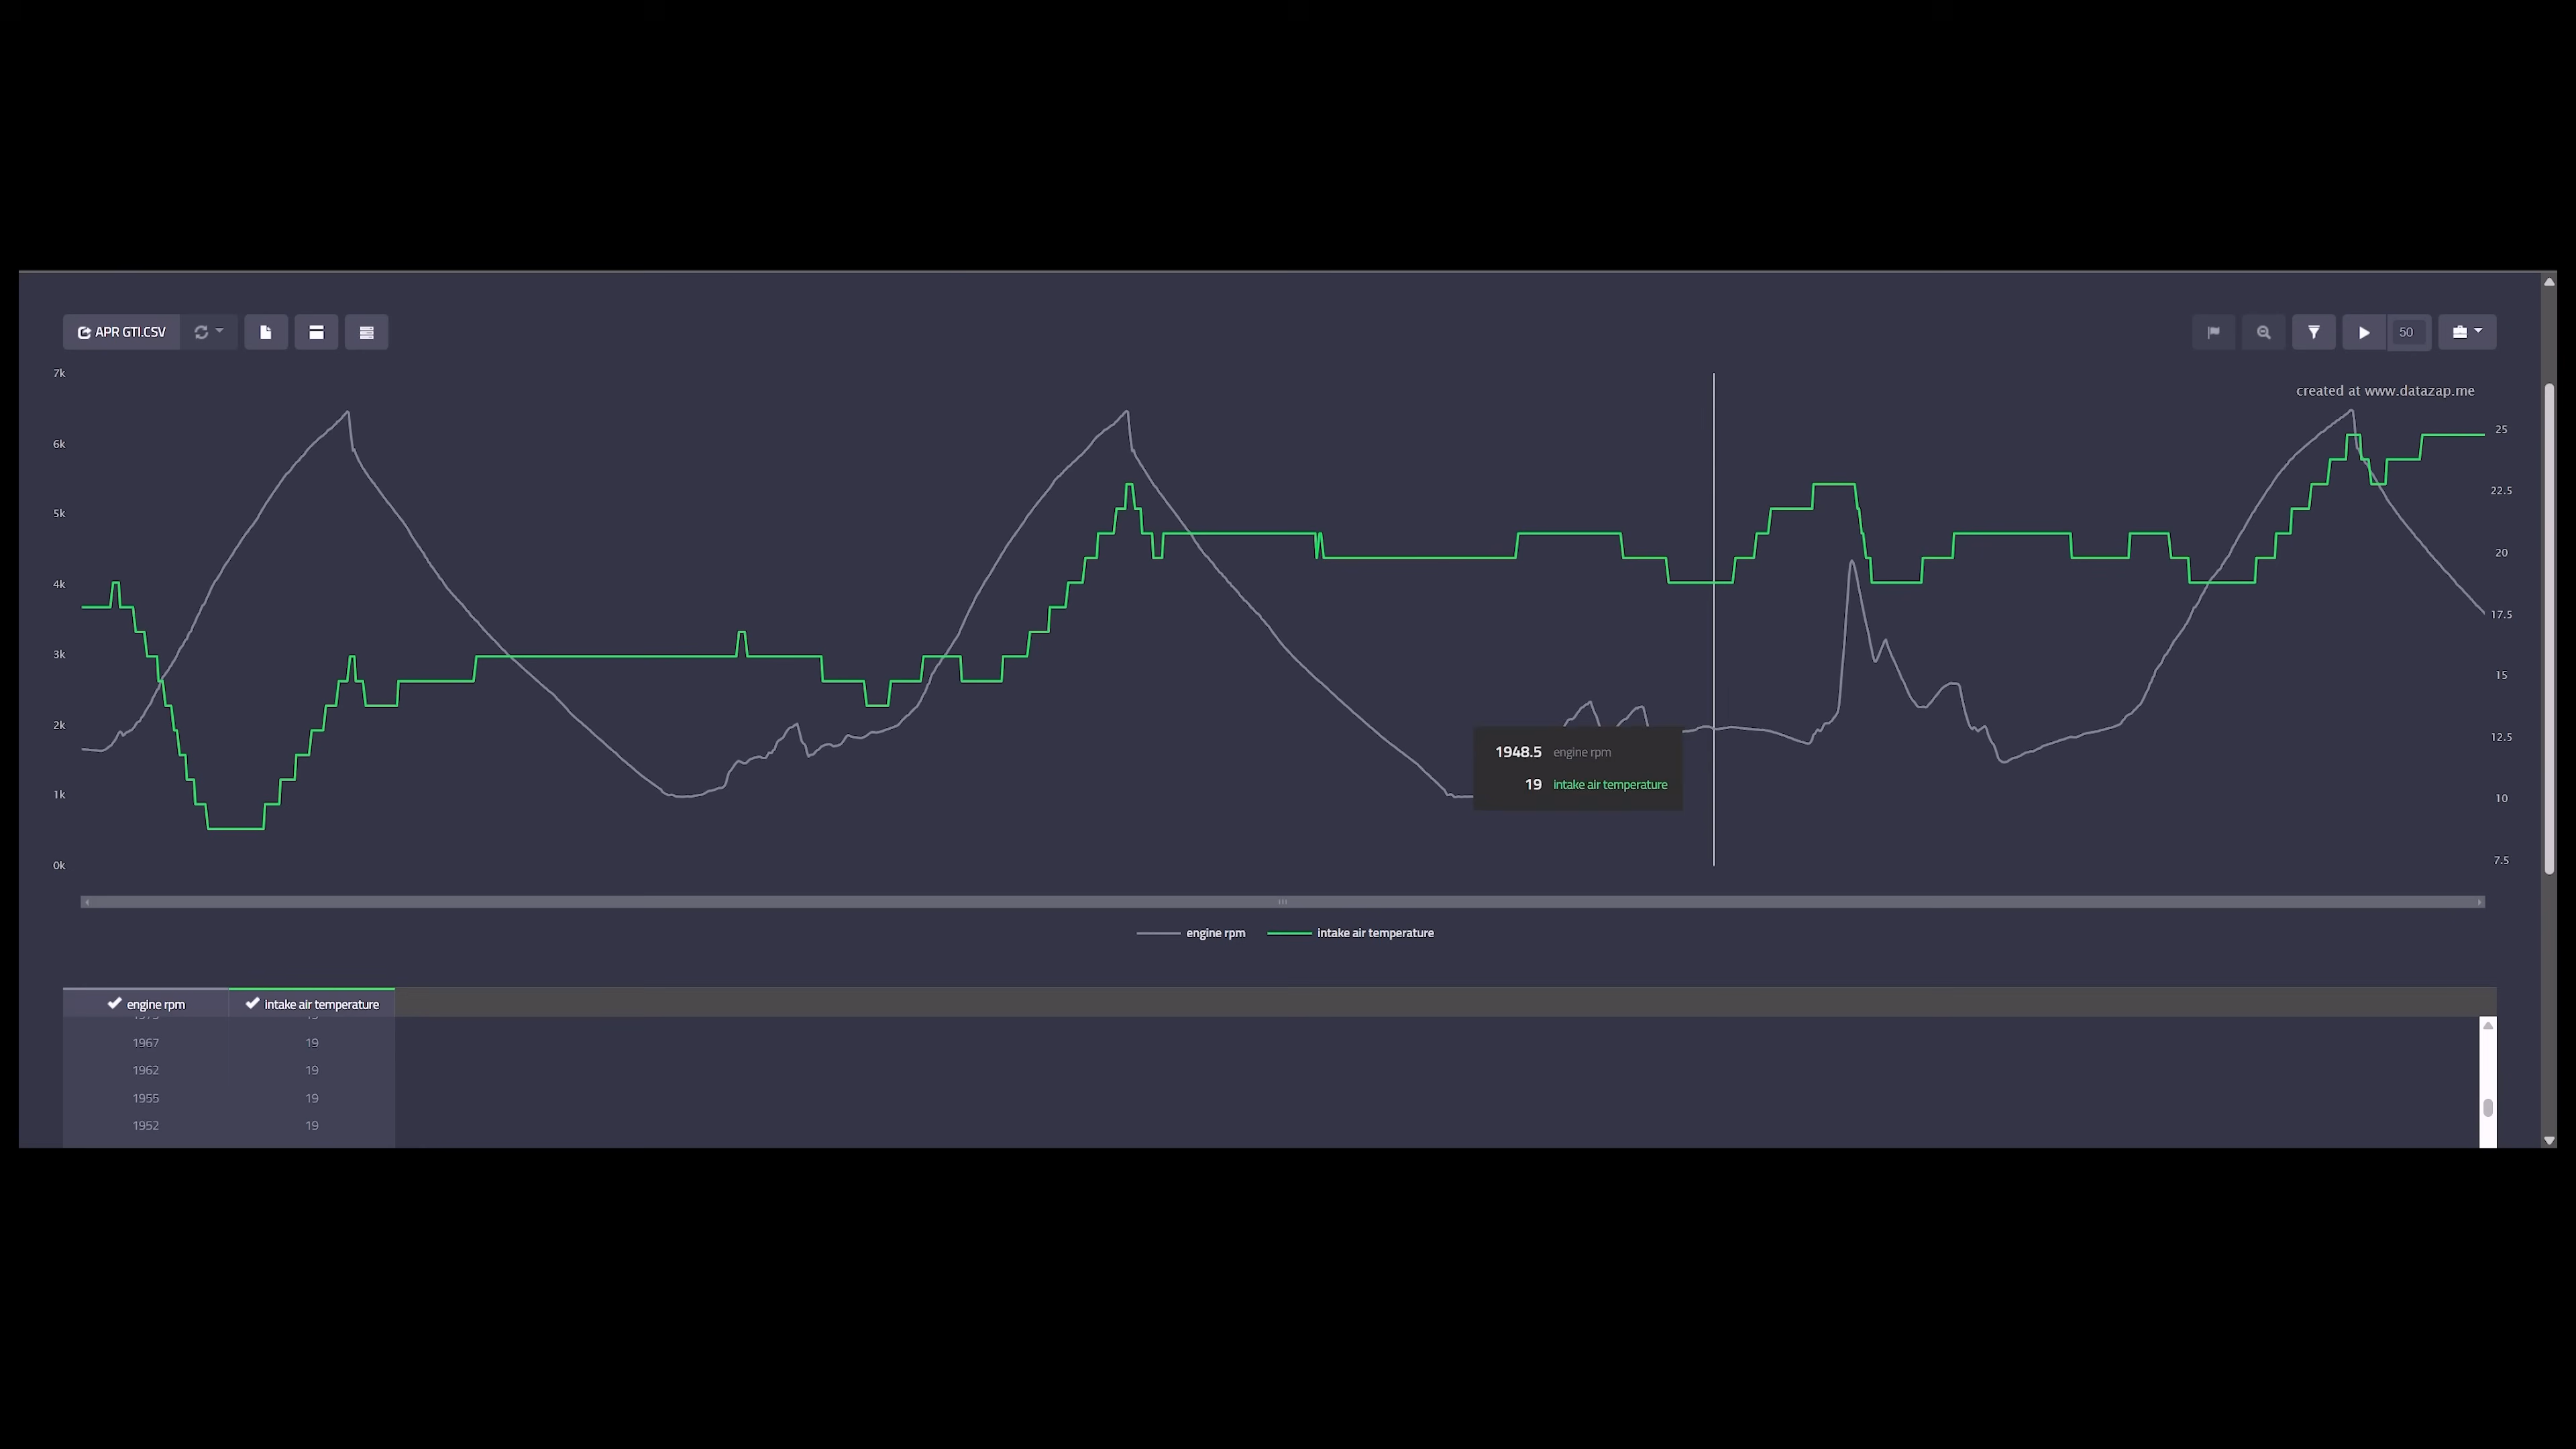 APR GTI.CSV
50
created at www.datazap.me
7k
6k
5k
4k
3k
2k
1k
0k
25
22.5
20
17.5
15
12.5
10
7.5
1948.5 engine rpm
19 intake air temperature
engine rpm intake air temperature
engine rpm intake air temperature
1967 19
1962 19
1955 19
1952 19